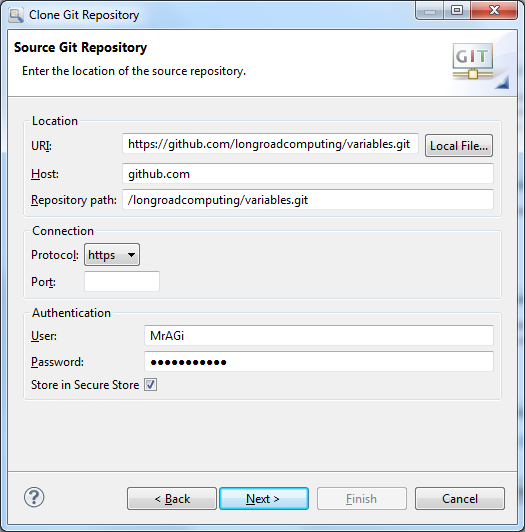 Clone Git Repository
Source Git Repository
Enter the location of the source repository.
GIT
Location
URI: https://github.com/longroadcomputing/variables.git Local File...
Host: github.com
Repository path: /longroadcomputing/variables.git
Connection
Protocol: https
Port:
Authentication
User: MrAGi
Password: ●●●●●●●●●●●
Store in Secure Store
? < Back Next > Finish Cancel